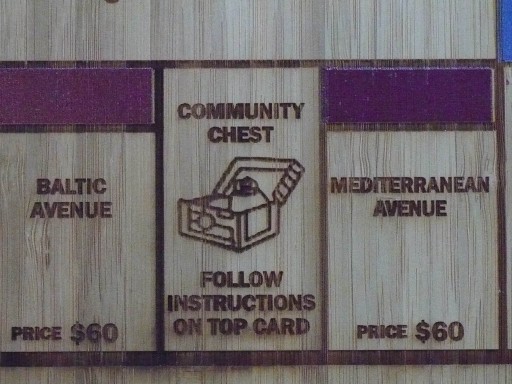 BALTIC
AVENUE
PRICE $60
COMMUNITY
CHEST
FOLLOW
INSTRUCTIONS
ON TOP CARD
MEDITERRANEAN
AVENUE
PRICE $60